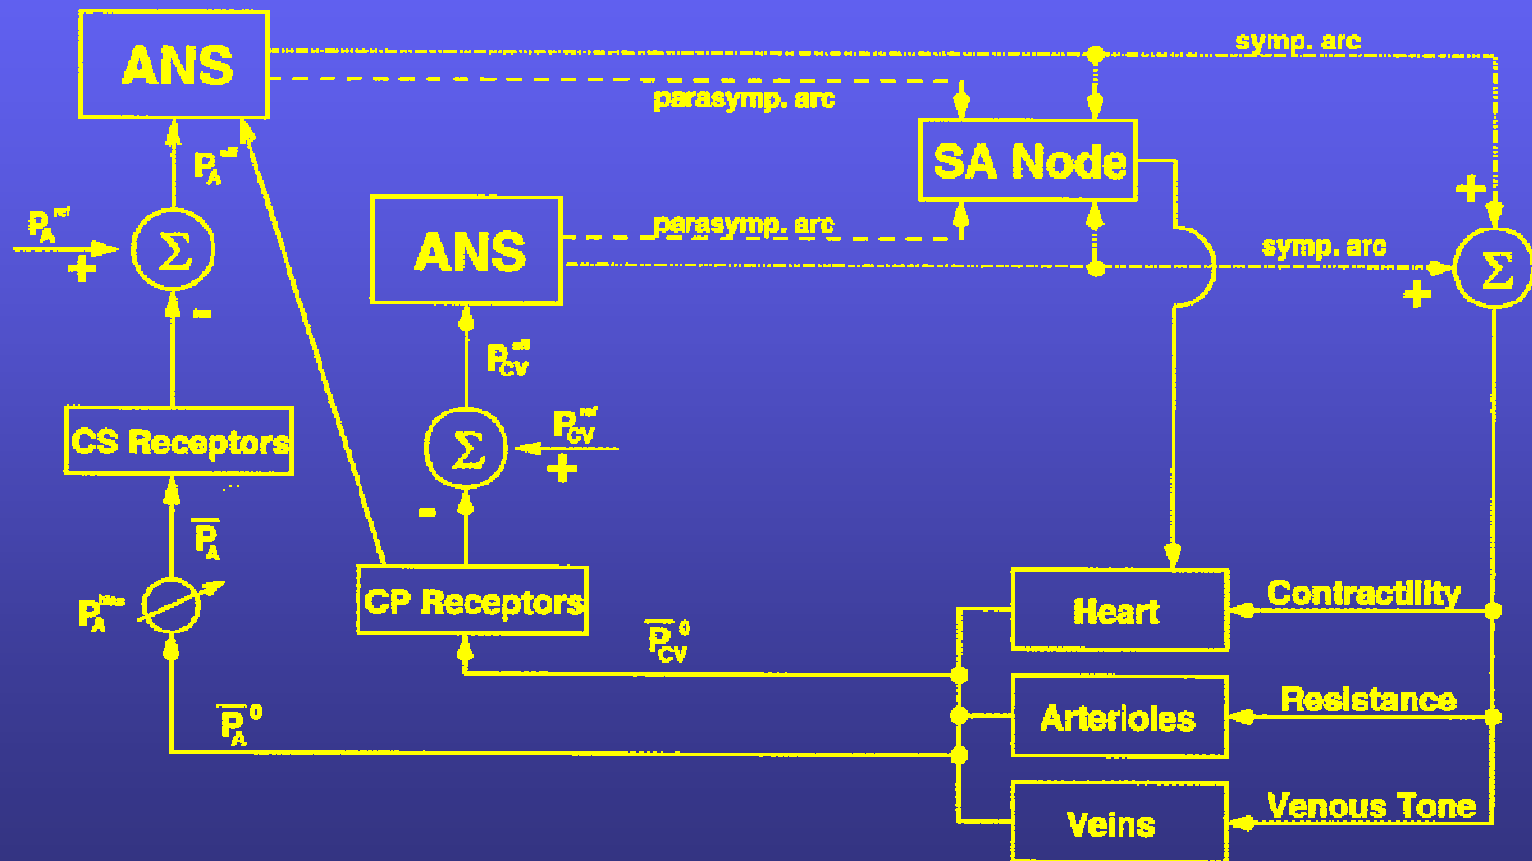 ANS
symp. arc
parasymp. arc
SA Node
P_A^eff
P_A^ref
+
Σ
-
ANS
parasymp. arc
symp. arc
+
+
Σ
P_CV^eff
CS Receptors
Σ
P_CV^ref
+
-
P̅_A
P_A^bias
CP Receptors
P̅_CV^0
P̅_A^0
Heart
Contractility
Arterioles
Resistance
Veins
Venous Tone